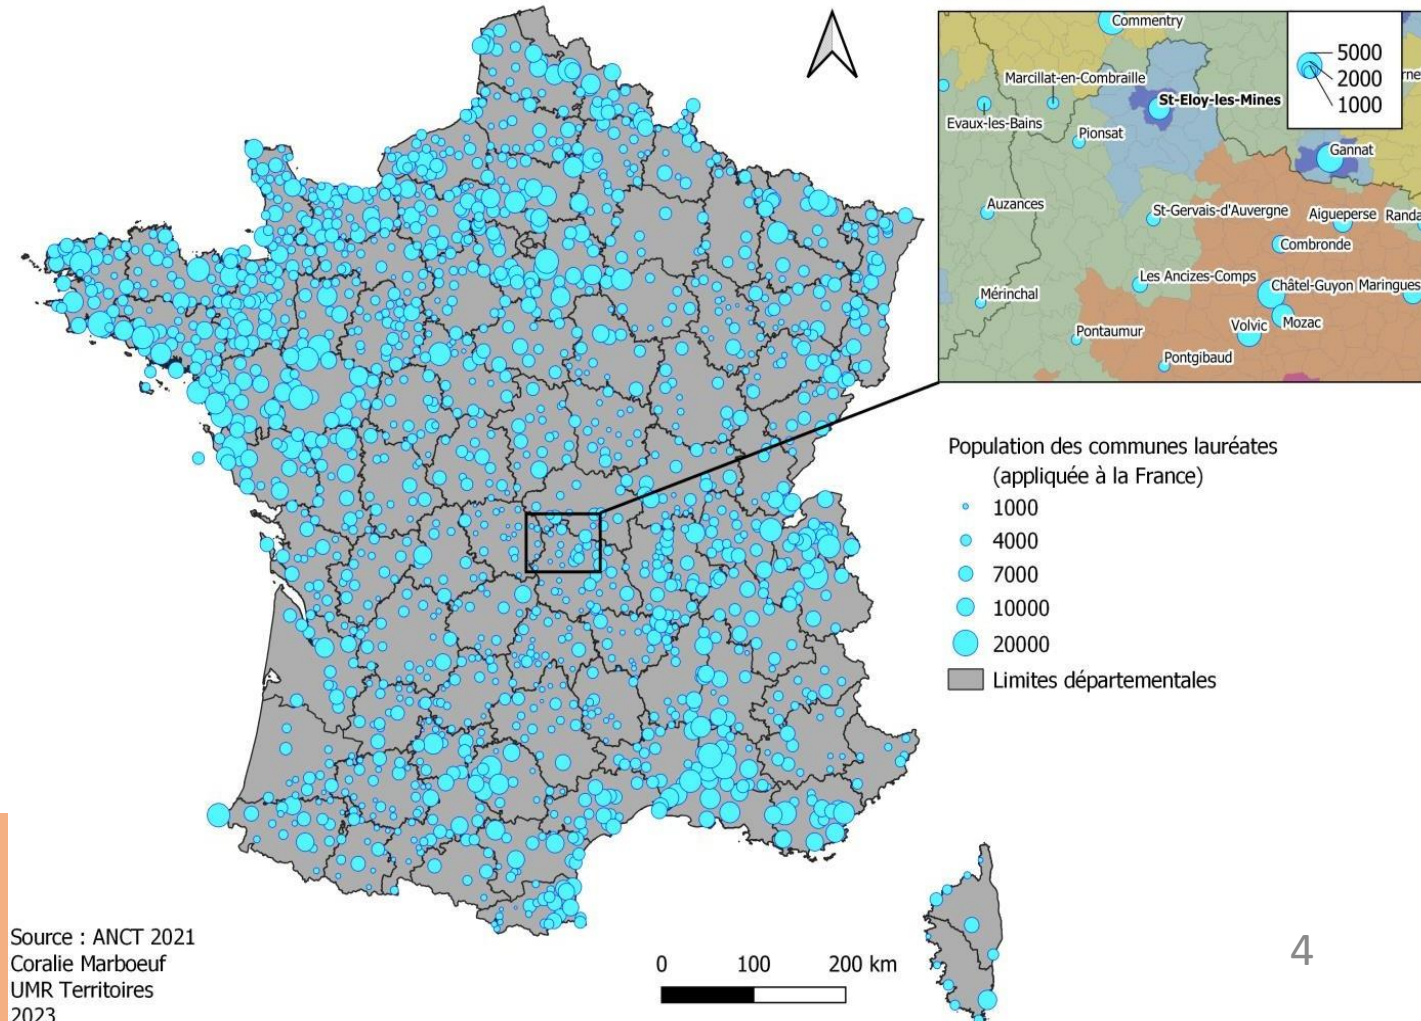 Commentry
Marcillat-en-Combraille
St-Eloy-les-Mines
Evaux-les-Bains
Pionsat
Gannat
Auzances
St-Gervais-d'Auvergne
Aigueperse
Randa
Combronde
Les Ancizes-Comps
Châtel-Guyon
Maringues
Mérinchal
Pontaumur
Volvic
Mozac
Pontgibaud
5000
2000
1000
rne
Population des communes lauréates
(appliquée à la France)
1000
4000
7000
10000
20000
Limites départementales
Source : ANCT 2021
Coralie Marboeuf
UMR Territoires
2023
0 100 200 km
4